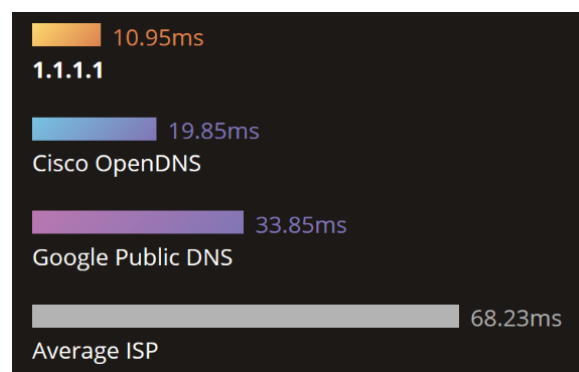 10.95ms
1.1.1.1
19.85ms
Cisco OpenDNS
33.85ms
Google Public DNS
68.23ms
Average ISP